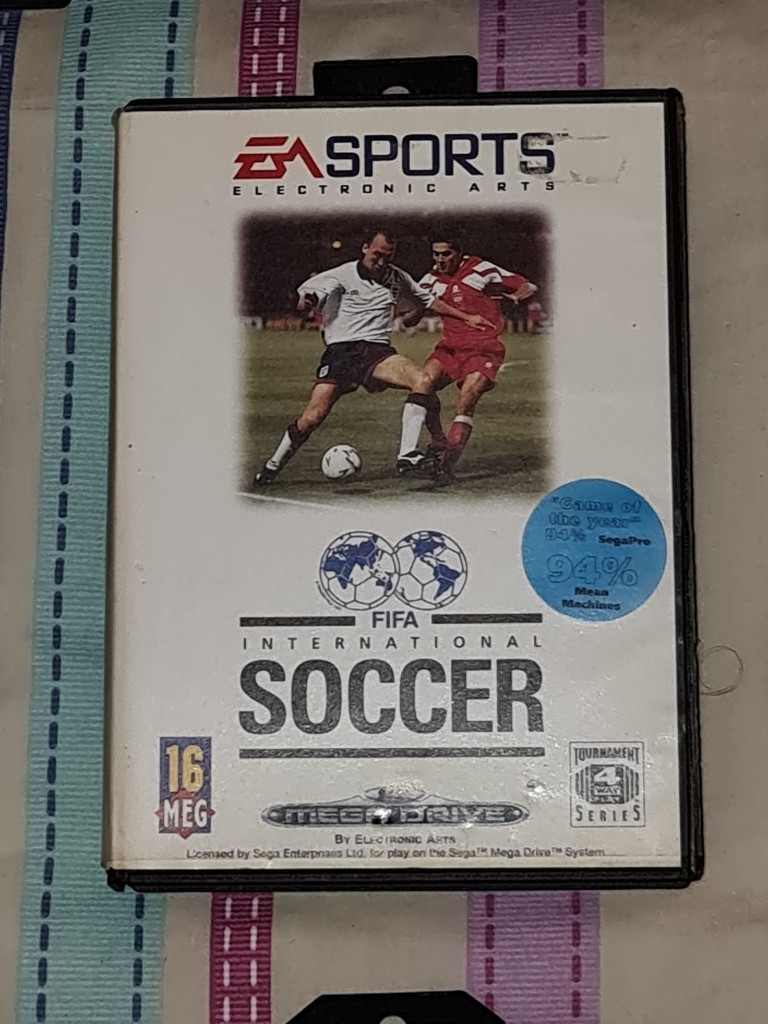 EA SPORTS
ELECTRONIC ARTS
"Game of
the year"
94% SegaPro
94%
Mean
Machines
FIFA
INTERNATIONAL
SOCCER
16
MEG
TOURNAMENT
4
WAY
PLAY
SERIES
MEGA DRIVE
BY ELECTRONIC ARTS
Licensed by Sega Enterprises Ltd. for play on the Sega™ Mega Drive™ System